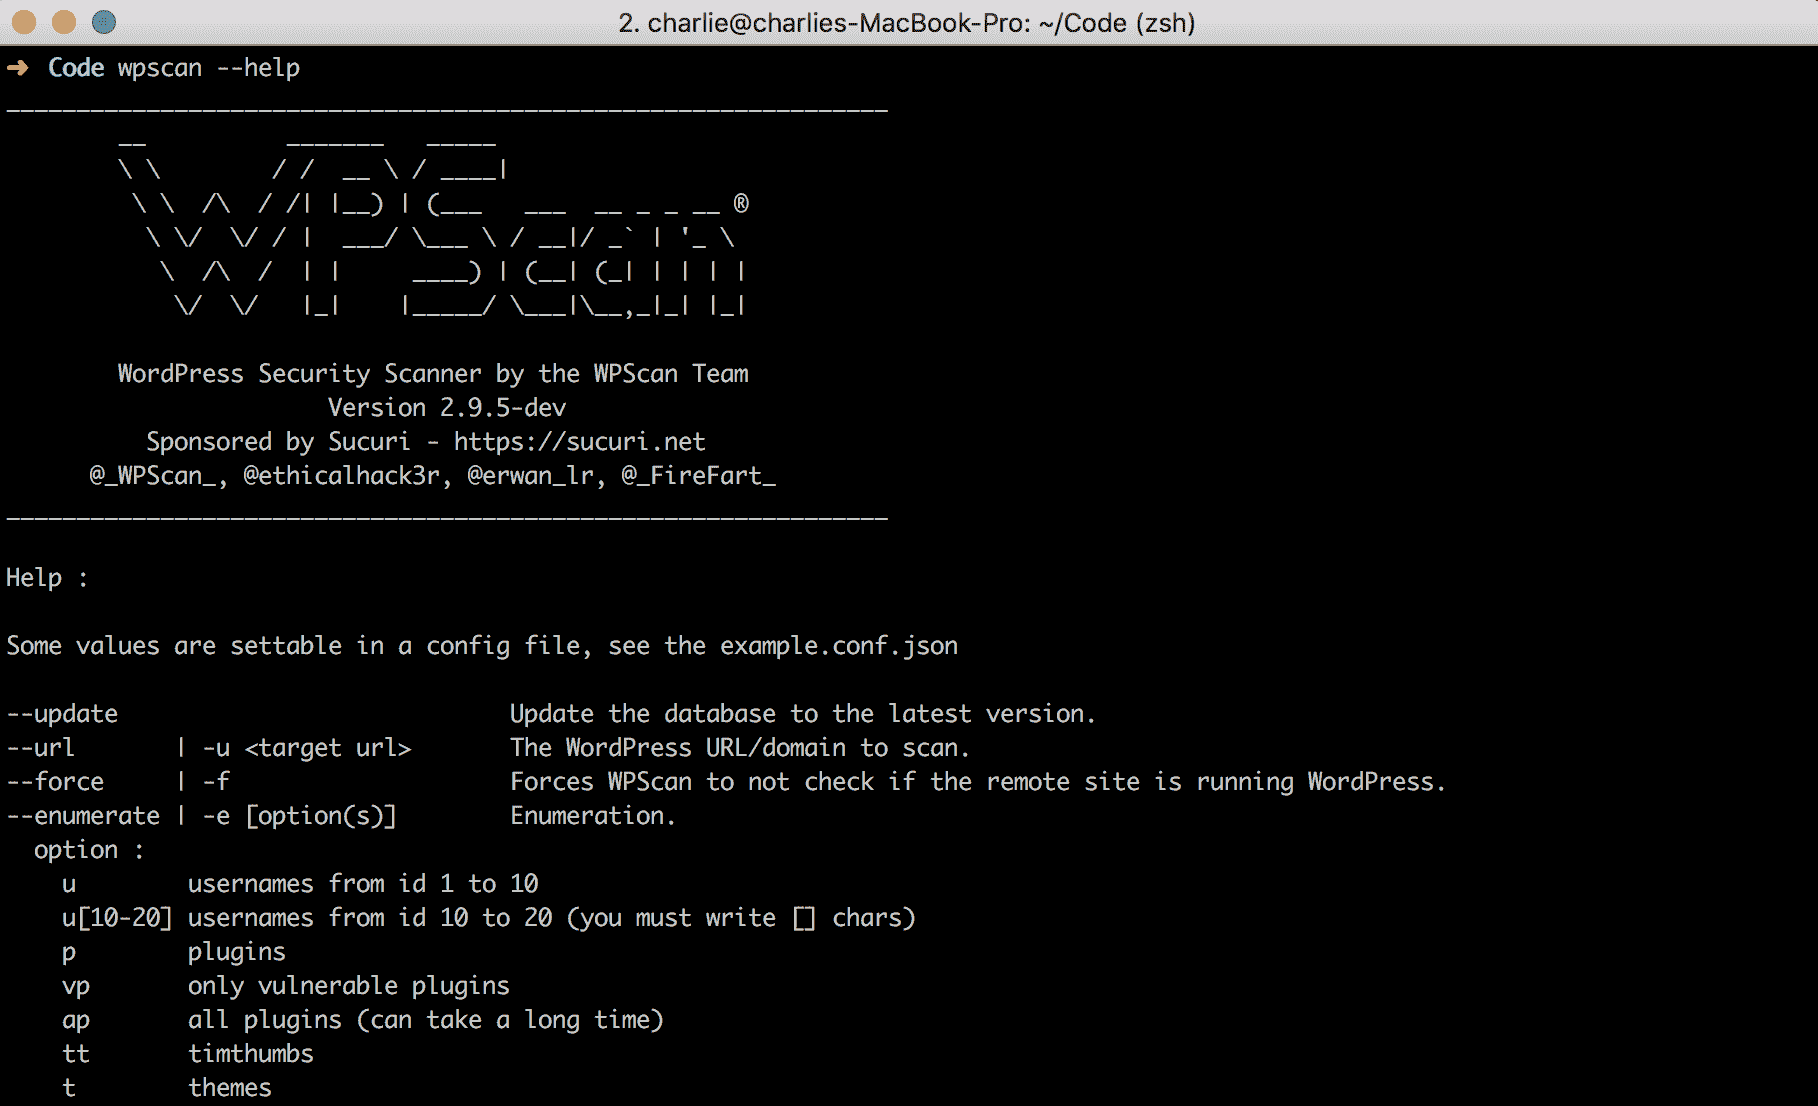 2. charlie@charlies-MacBook-Pro: ~/Code (zsh)
➜  Code wpscan --help
_______________________________________________________________
        __          _______   _____
        \ \        / /  __ \ / ____|
         \ \  /\  / /| |__) | (___   ___  __ _ _ __ ®
          \ \/  \/ / |  ___/ \___ \ / __|/ _` | '_ \
           \  /\  /  | |     ____) | (__| (_| | | | |
            \/  \/   |_|    |_____/ \___|\__,_|_| |_|
        WordPress Security Scanner by the WPScan Team
                       Version 2.9.5-dev
          Sponsored by Sucuri - https://sucuri.net
      @_WPScan_, @ethicalhack3r, @erwan_lr, @_FireFart_
_______________________________________________________________
Help :
Some values are settable in a config file, see the example.conf.json
--update                            Update the database to the latest version.
--url       | -u <target url>       The WordPress URL/domain to scan.
--force     | -f                    Forces WPScan to not check if the remote site is running WordPress.
--enumerate | -e [option(s)]        Enumeration.
  option :
    u        usernames from id 1 to 10
    u[10-20] usernames from id 10 to 20 (you must write [] chars)
    p        plugins
    vp       only vulnerable plugins
    ap       all plugins (can take a long time)
    tt       timthumbs
    t        themes